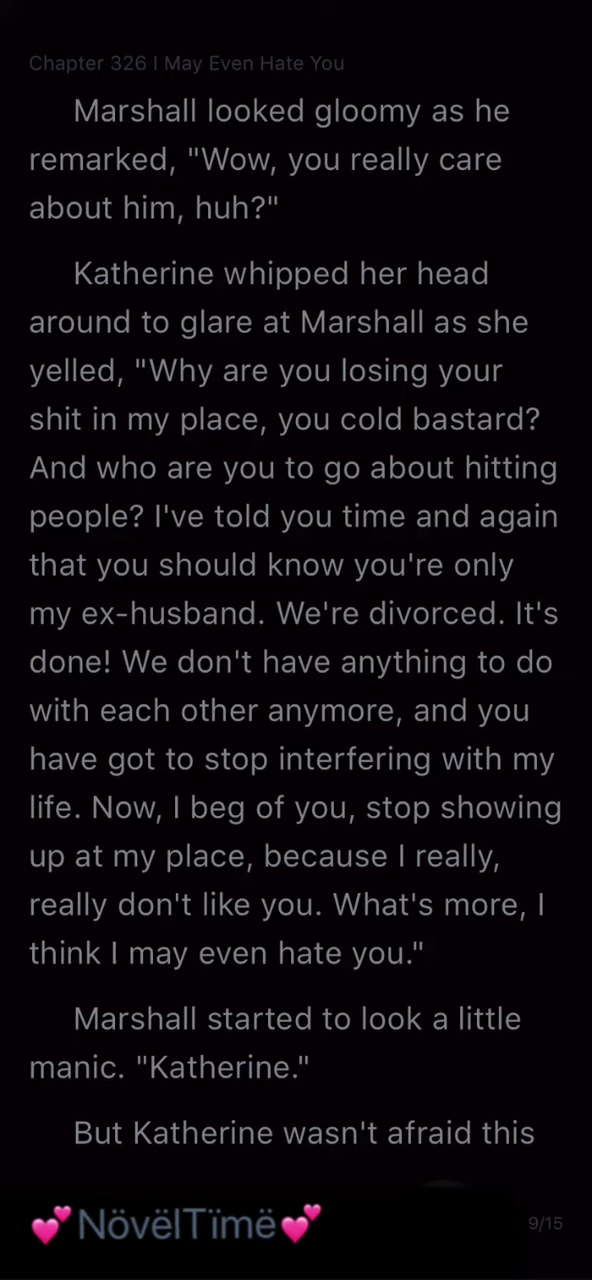 Chapter 326 I May Even Hate You
Marshall looked gloomy as he
remarked, "Wow, you really care
about him, huh?"
Katherine whipped her head
around to glare at Marshall as she
yelled, "Why are you losing your
shit in my place, you cold bastard?
And who are you to go about hitting
people? I've told you time and again
that you should know you're only
my ex-husband. We're divorced. It's
done! We don't have anything to do
with each other anymore, and you
have got to stop interfering with my
life. Now, I beg of you, stop showing
up at my place, because I really,
really don't like you. What's more, I
think I may even hate you."
Marshall started to look a little
manic. "Katherine."
But Katherine wasn't afraid this
💕NövëlTïmë💕
9/15